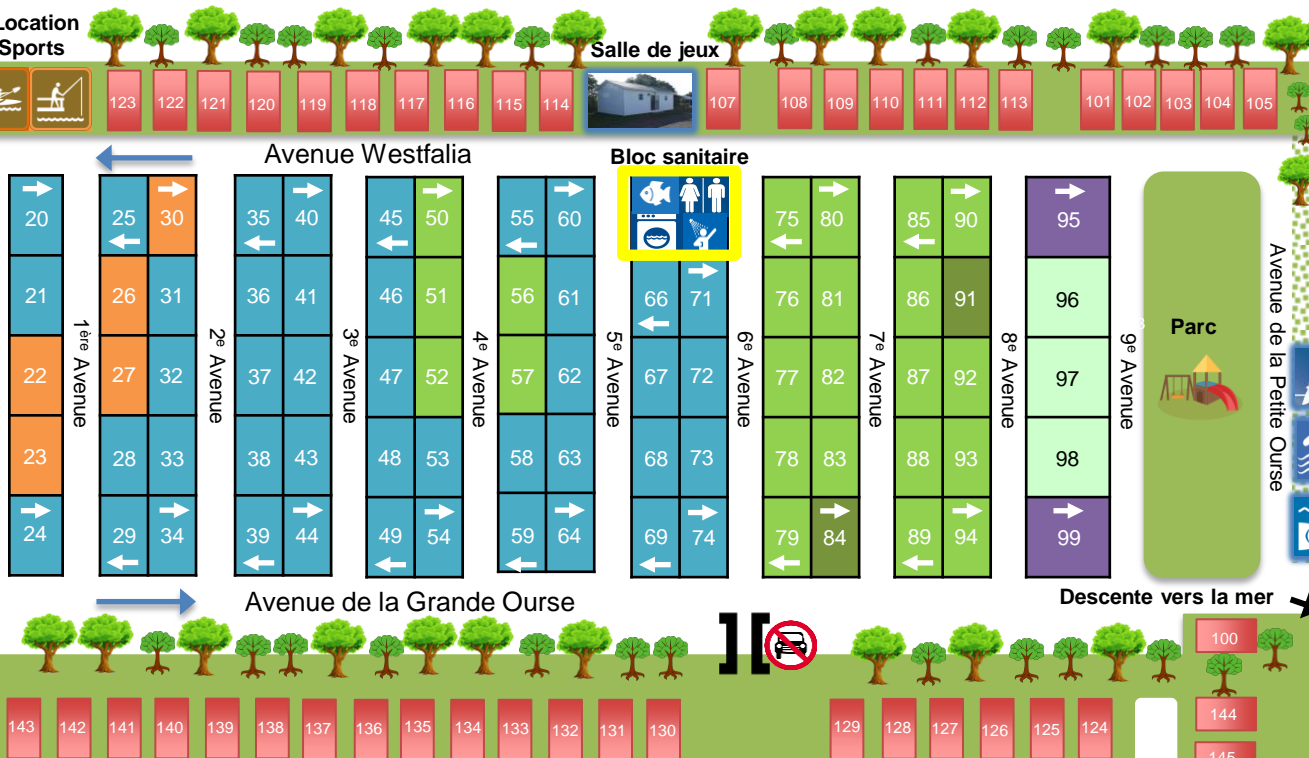 Location
Sports
Salle de jeux
123 122 121 120 119 118 117 116 115 114 107 108 109 110 111 112 113 101 102 103 104 105
Avenue Westfalia
Bloc sanitaire
20 25 30 35 40 45 50 55 60 75 80 85 90 95
21 26 31 36 41 46 51 56 61 66 71 76 81 86 91 96
22 27 32 37 42 47 52 57 62 67 72 77 82 87 92 97
23 28 33 38 43 48 53 58 63 68 73 78 83 88 93 98
24 29 34 39 44 49 54 59 64 69 74 79 84 89 94 99
1ère Avenue
2e Avenue
3e Avenue
4e Avenue
5e Avenue
6e Avenue
7e Avenue
8e Avenue
9e Avenue
Parc
Avenue de la Petite Ourse
Avenue de la Grande Ourse
Descente vers la mer
100
143 142 141 140 139 138 137 136 135 134 133 132 131 130 129 128 127 126 125 124 144
145